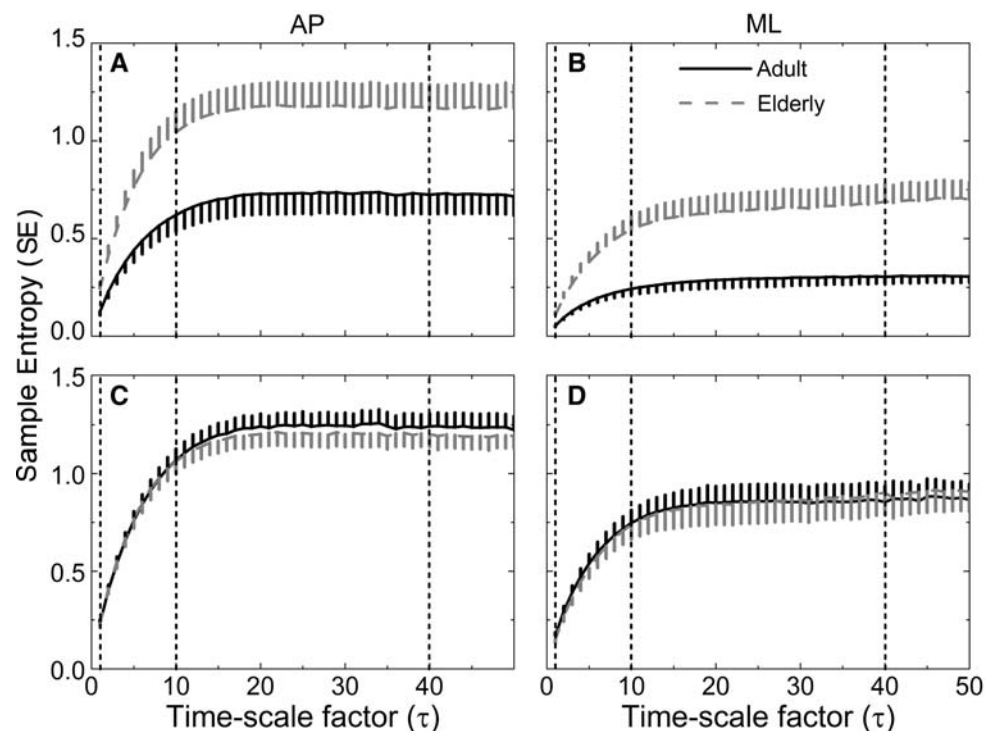 AP
ML
1.5
A
B
Adult
Elderly
1.0
0.5
0.0
Sample Entropy (SE)
1.5
C
D
1.0
0.5
0.0
0 10 20 30 40
0 10 20 30 40 50
Time-scale factor (τ)
Time-scale factor (τ)